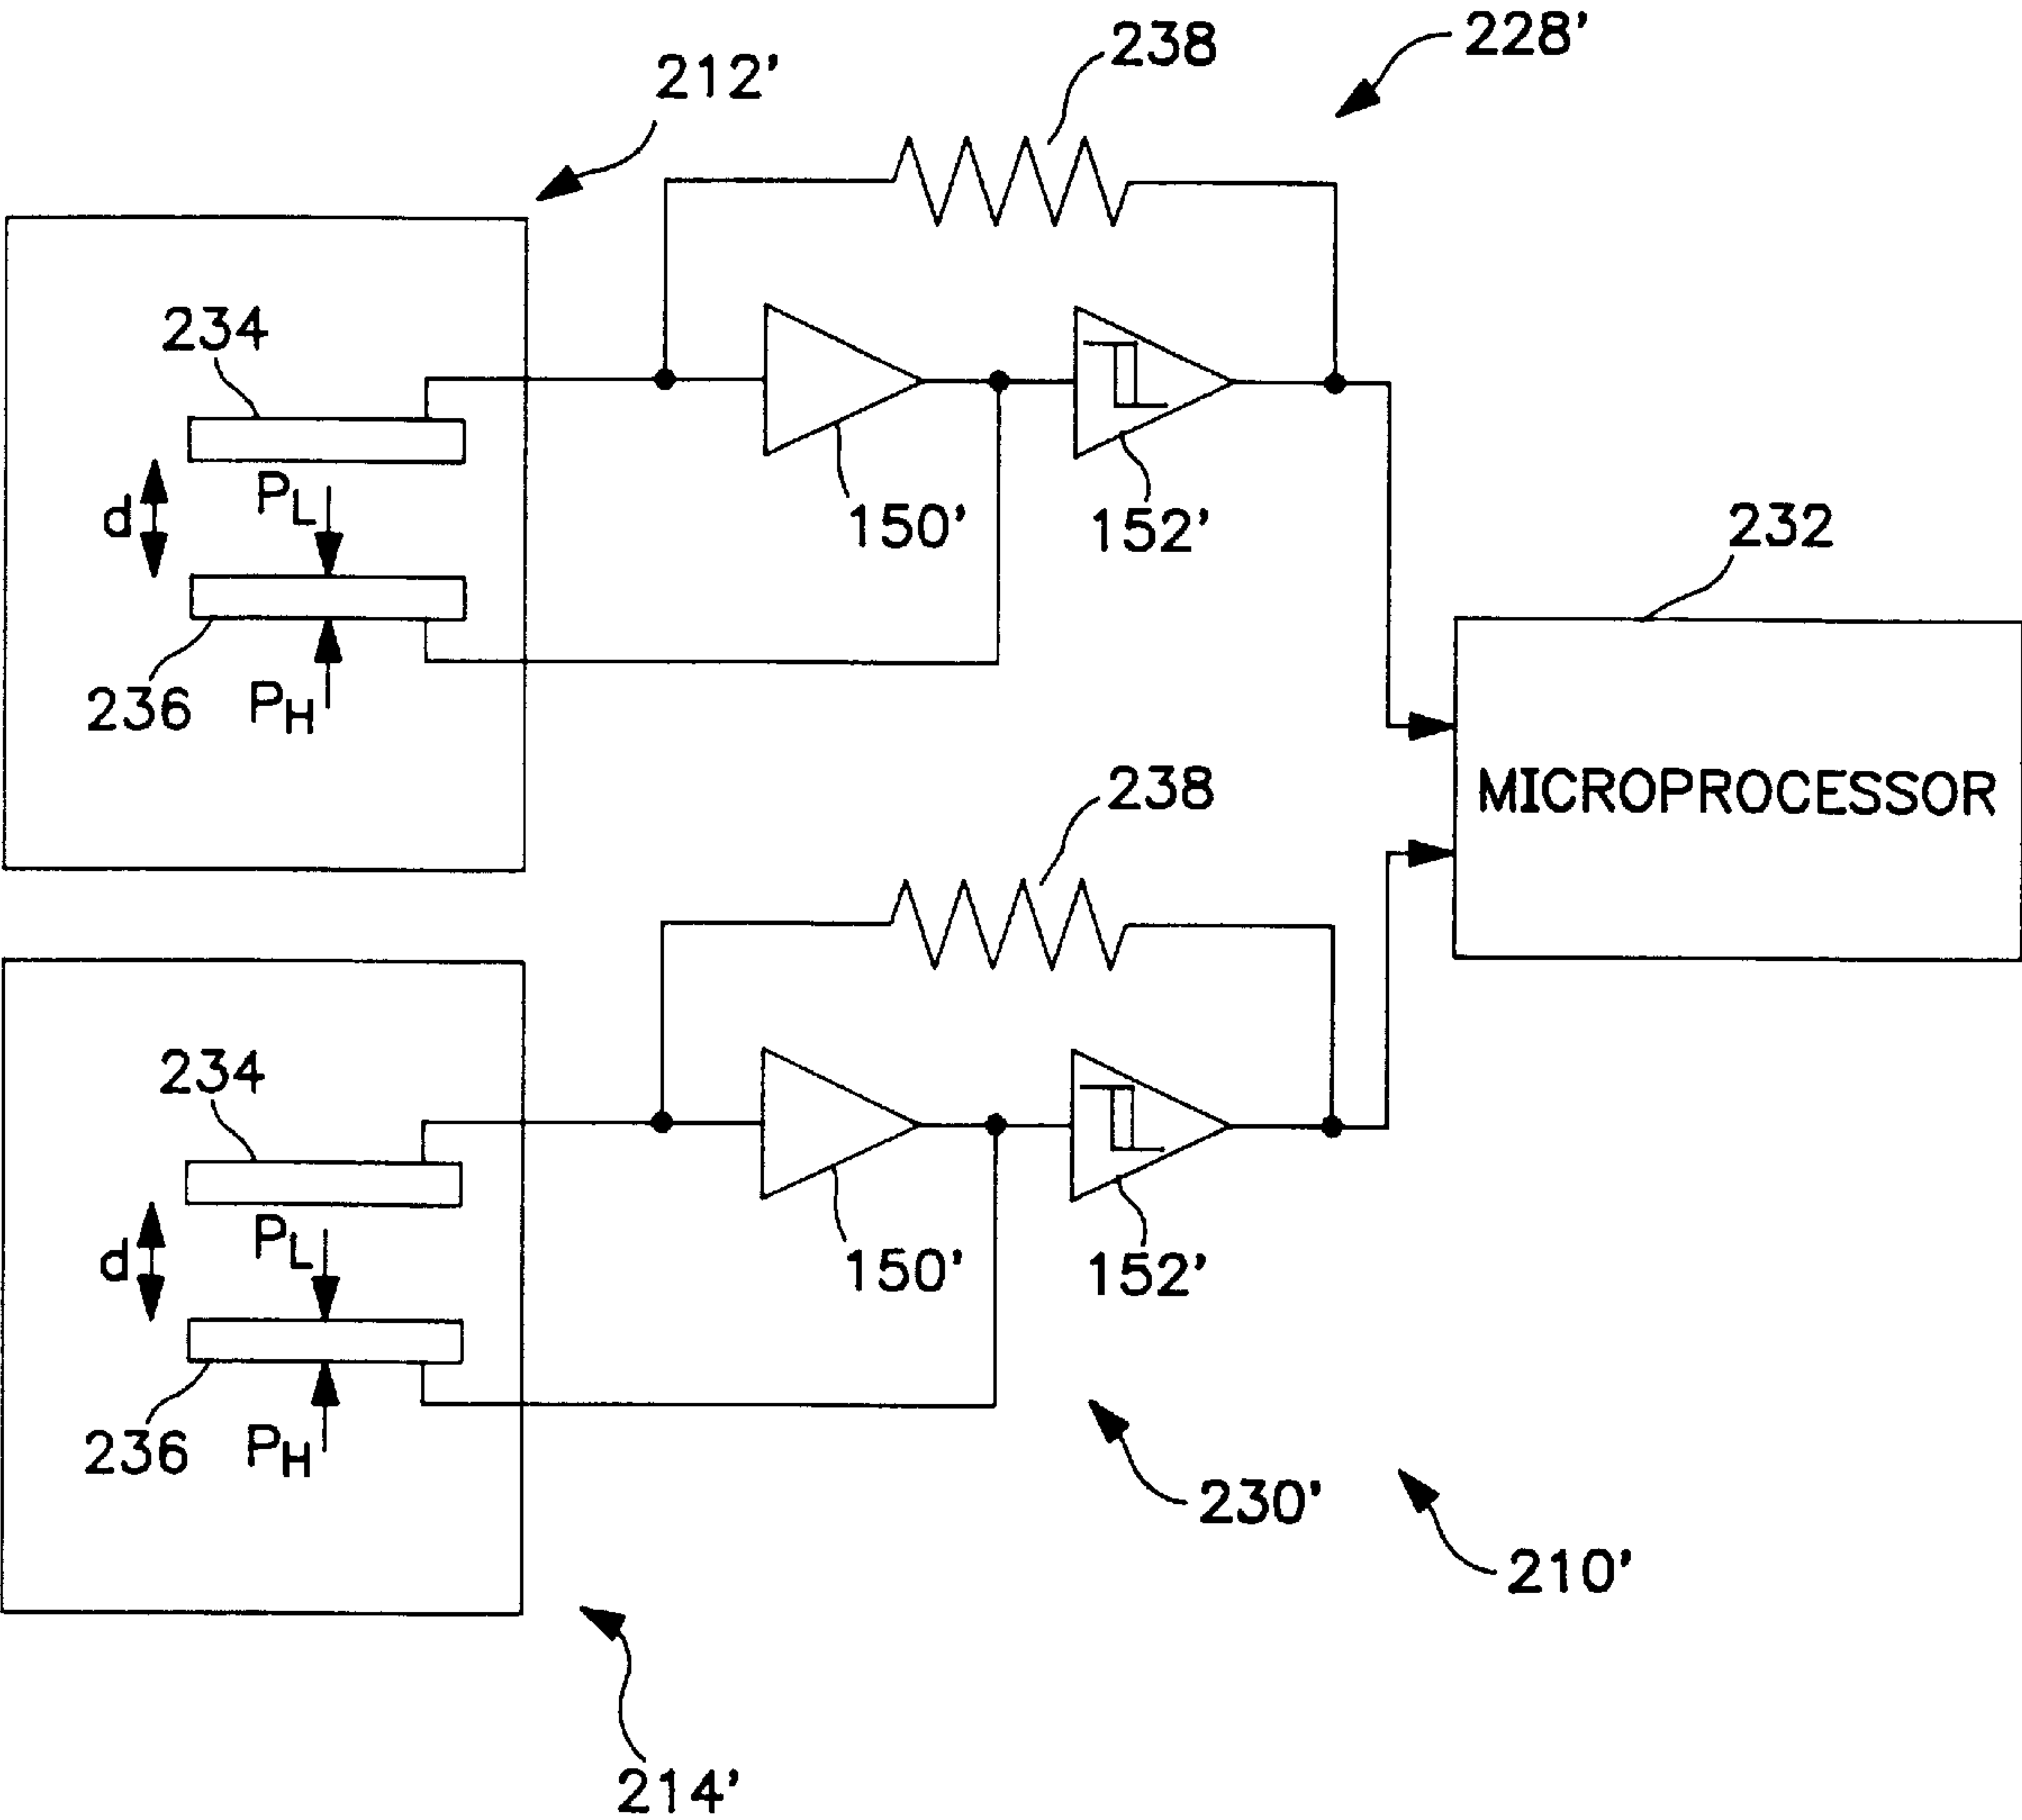 228'
238
212'
234
PL
d
150'
152'
232
236
PH
MICROPROCESSOR
238
234
PL
d
150'
152'
236
PH
230'
210'
214'